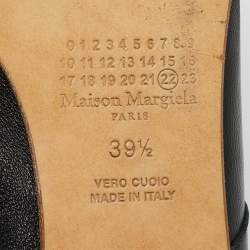 0 1 2 3 4 5 6 7 8 9
10 11 12 13 14 15 16
17 18 19 20 21 22 23
Maison Margiela
PARIS
39½
VERO CUOIO
MADE IN ITALY